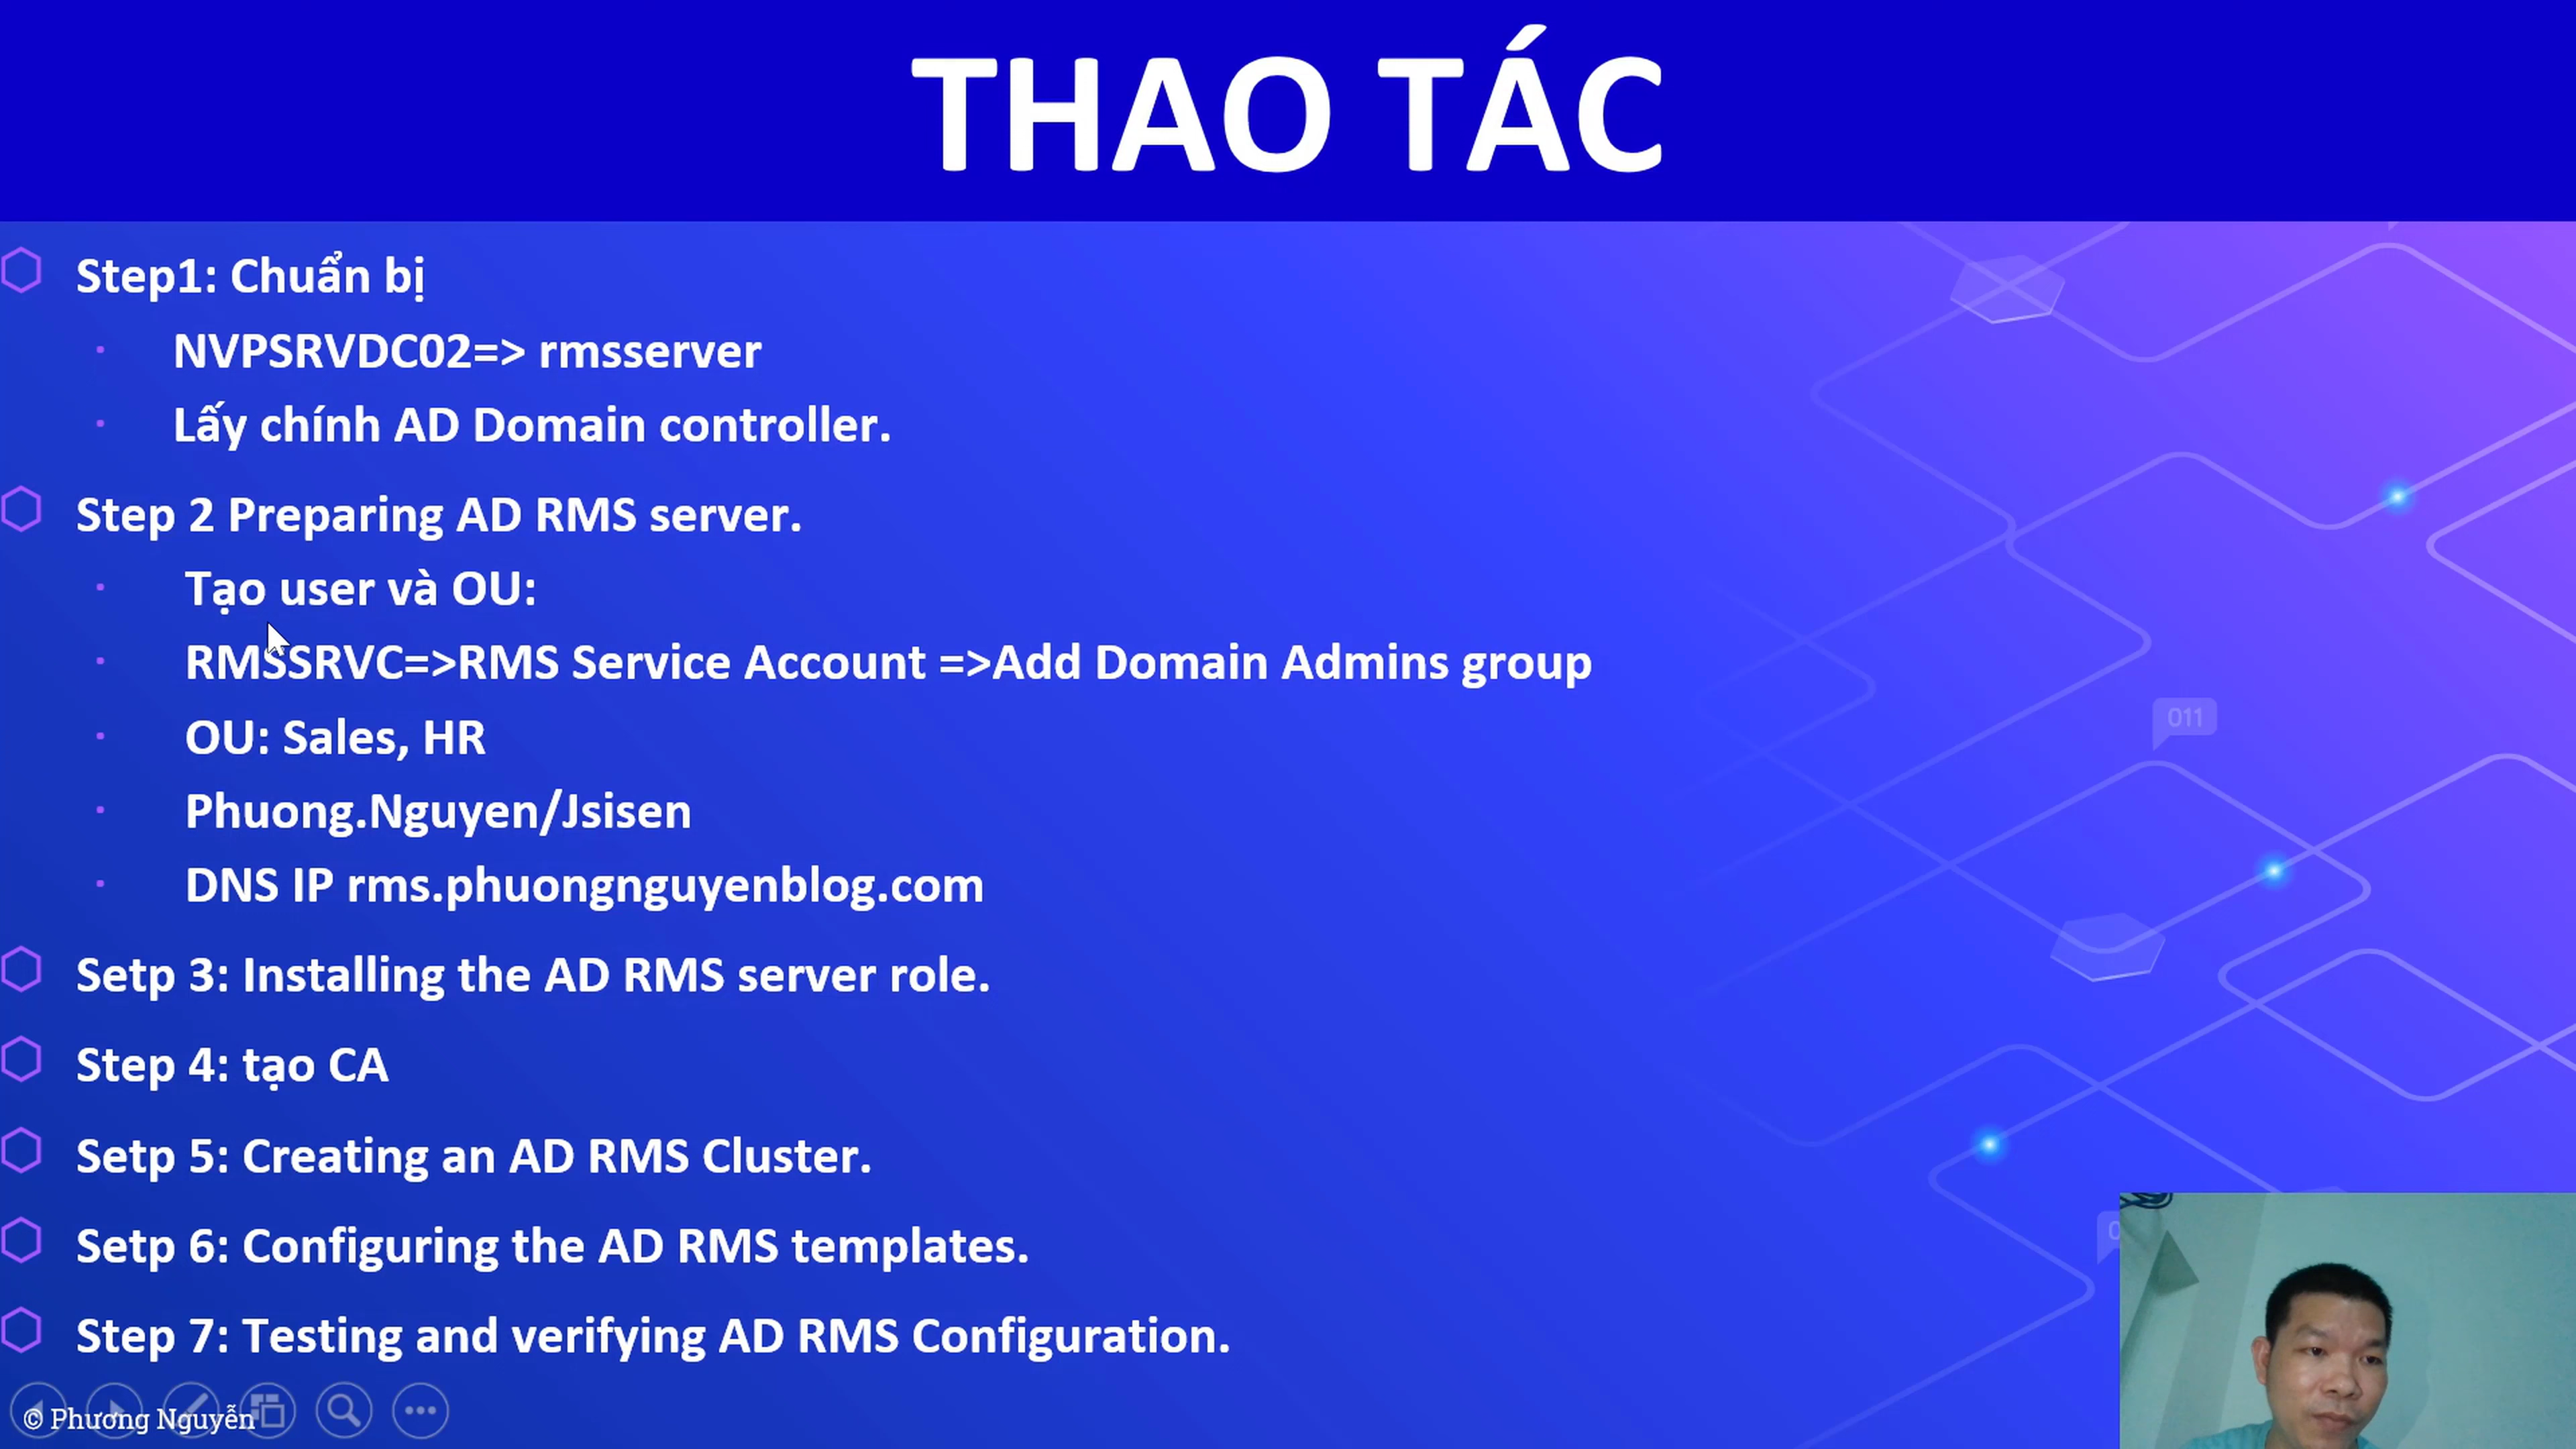 THAO TÁC
Step1: Chuẩn bị
NVPSRVDC02=> rmsserver
Lấy chính AD Domain controller.
Step 2 Preparing AD RMS server.
Tạo user và OU:
RMSSRVC=>RMS Service Account =>Add Domain Admins group
OU: Sales, HR
Phuong.Nguyen/Jsisen
DNS IP rms.phuongnguyenblog.com
011
Setp 3: Installing the AD RMS server role.
Step 4: tạo CA
Setp 5: Creating an AD RMS Cluster.
Setp 6: Configuring the AD RMS templates.
Step 7: Testing and verifying AD RMS Configuration.
© Phương Nguyễn